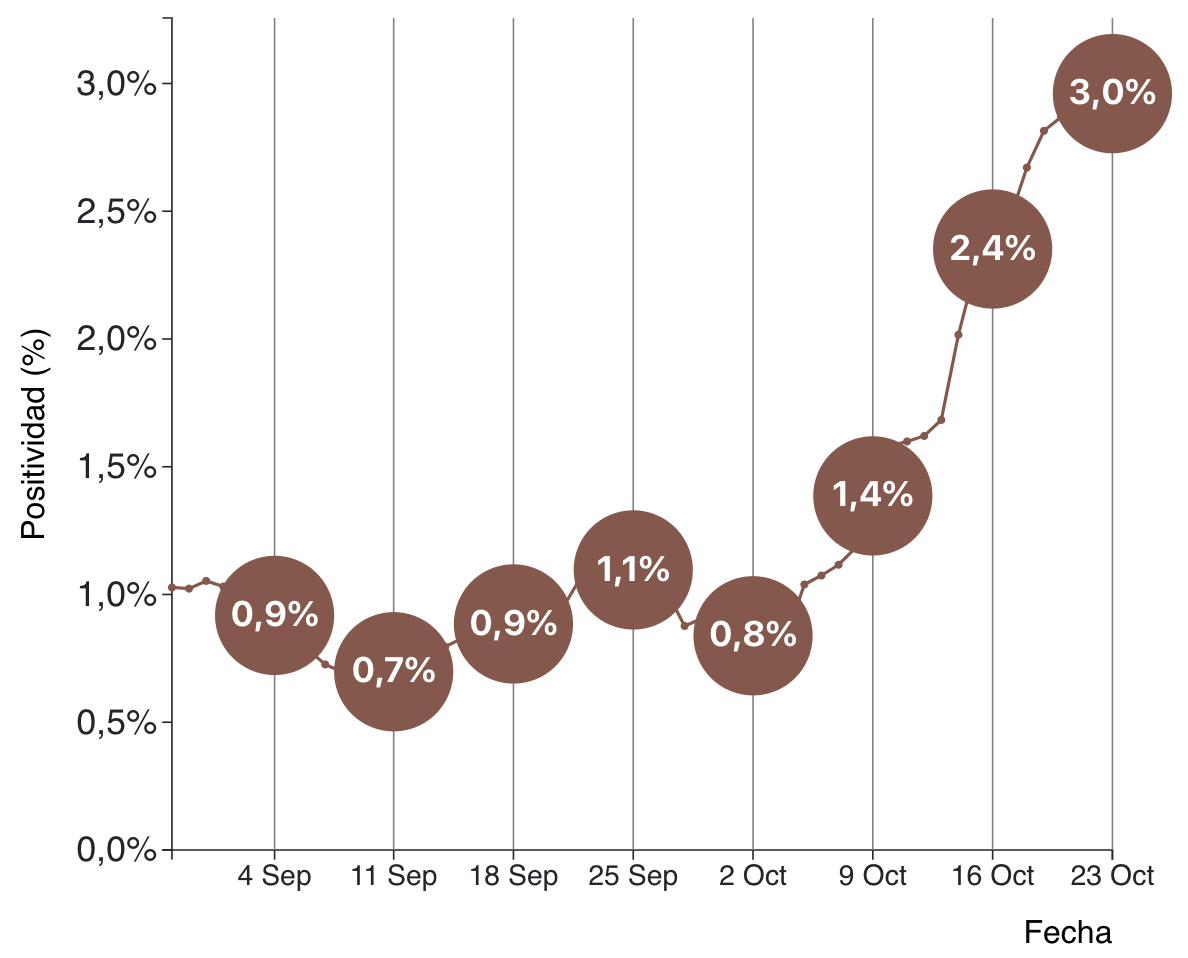 3,0%
2,5%
2,0%
1,5%
1,0%
0,5%
0,0%
Positividad (%)
0,9%
0,7%
0,9%
1,1%
0,8%
1,4%
2,4%
3,0%
4 Sep
11 Sep
18 Sep
25 Sep
2 Oct
9 Oct
16 Oct
23 Oct
Fecha